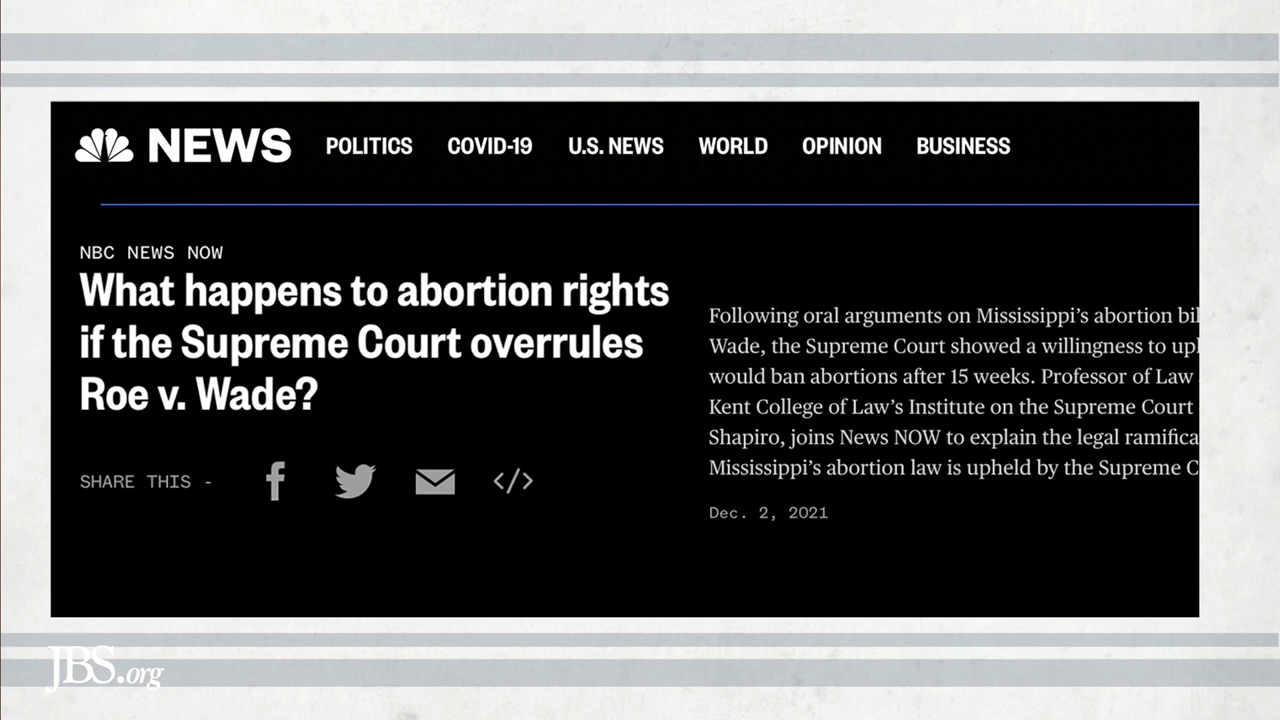 NEWS POLITICS COVID-19 U.S. NEWS WORLD OPINION BUSINESS
NBC NEWS NOW
What happens to abortion rights
if the Supreme Court overrules
Roe v. Wade?
SHARE THIS -
Following oral arguments on Mississippi's abortion
Wade, the Supreme Court showed a willingness to
would ban abortions after 15 weeks. Professor of Law
Kent College of Law's Institute on the Supreme Court
Shapiro, joins News NOW to explain the legal
Mississippi's abortion law is upheld by the Supreme
Dec. 2, 2021
JBS.org